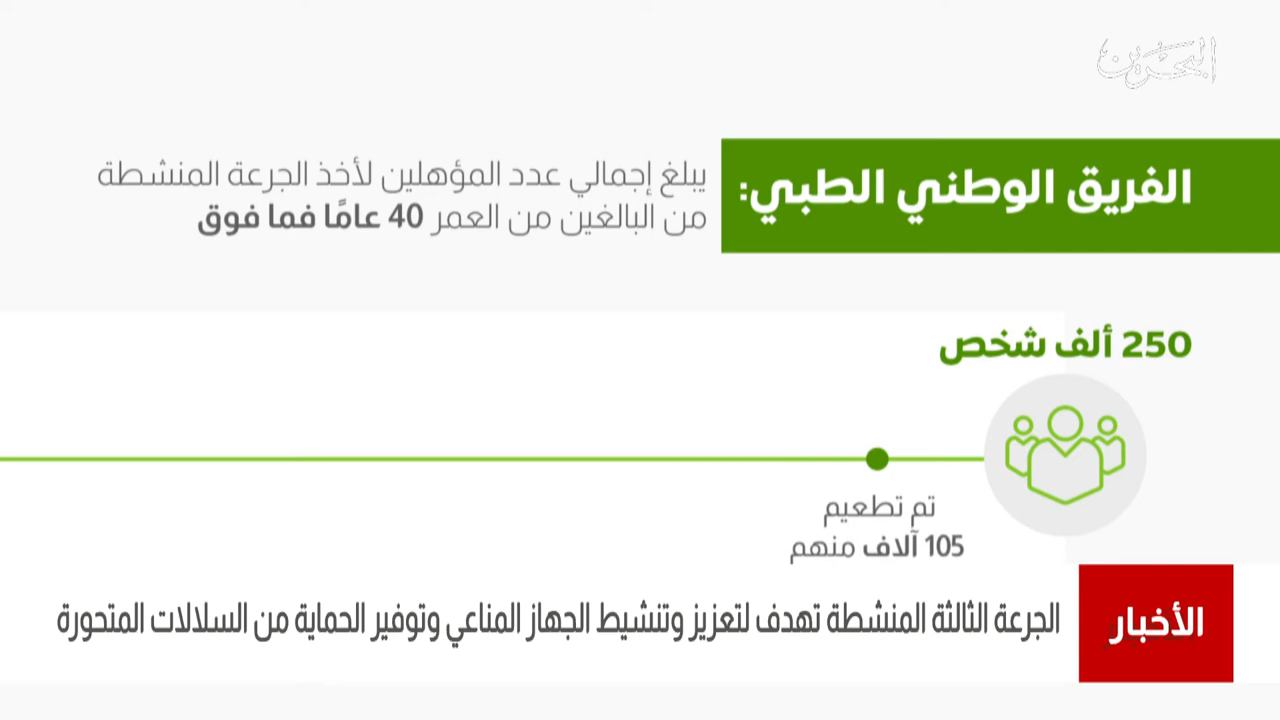 البحرين
الفريق الوطني الطبي:
يبلغ إجمالي عدد المؤهلين لأخذ الجرعة المنشطة
من البالغين من العمر 40 عامًا فما فوق
250 ألف شخص
تم تطعيم
105 آلاف منهم
الأخبار
الجرعة الثالثة المنشطة تهدف لتعزيز وتنشيط الجهاز المناعي وتوفير الحماية من السلالات المتحورة